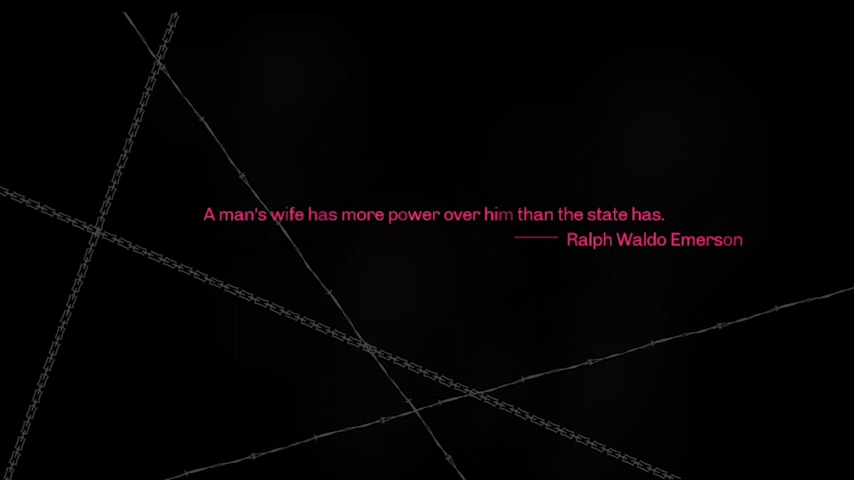 A man's wife has more power over him than the state has.
—— Ralph Waldo Emerson